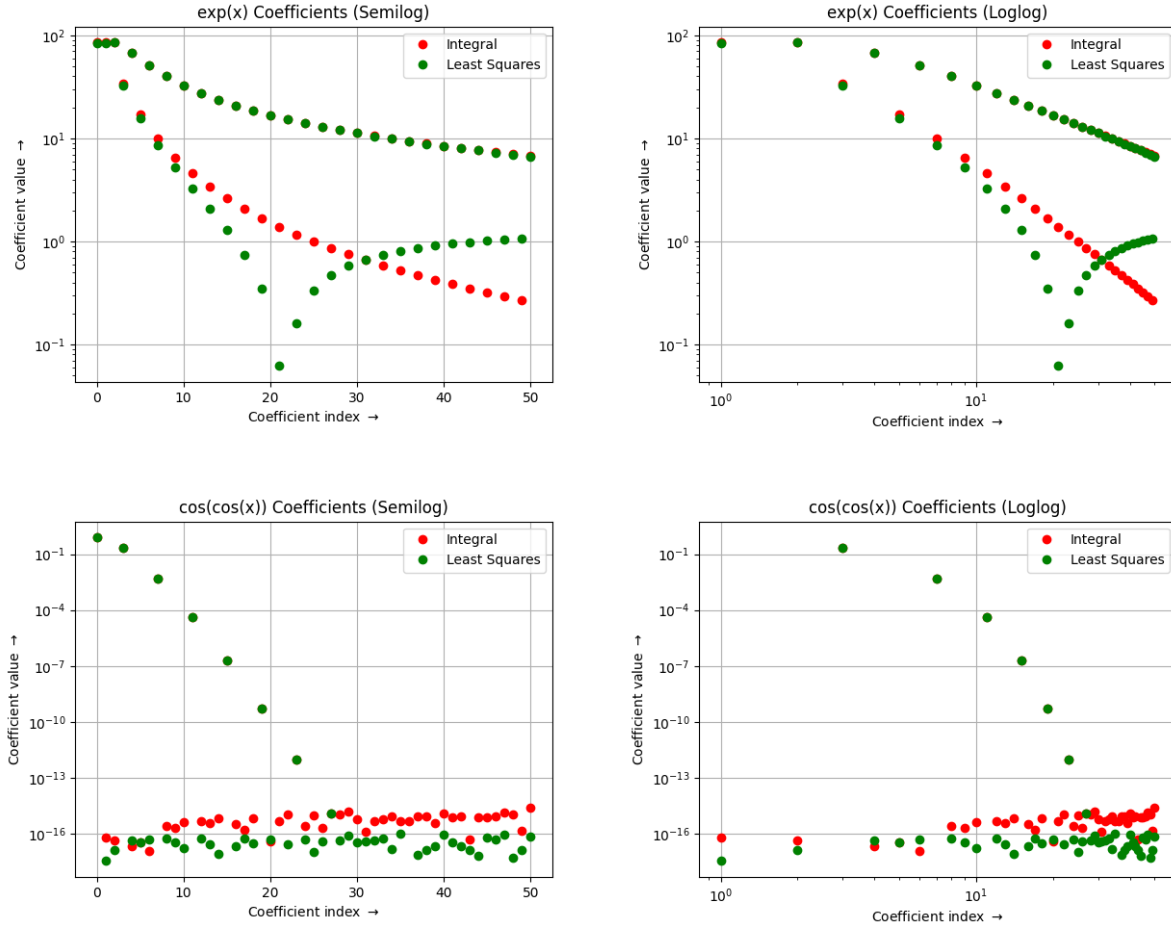 exp(x) Coefficients (Semilog)
Integral
Least Squares
Coefficient value →
10²
10¹
10⁰
10⁻¹
0 10 20 30 40 50
Coefficient index →
exp(x) Coefficients (Loglog)
Integral
Least Squares
Coefficient value →
10²
10¹
10⁰
10⁻¹
10⁰ 10¹
Coefficient index →
cos(cos(x)) Coefficients (Semilog)
Integral
Least Squares
Coefficient value →
10⁻¹
10⁻⁴
10⁻⁷
10⁻¹⁰
10⁻¹³
10⁻¹⁶
0 10 20 30 40 50
Coefficient index →
cos(cos(x)) Coefficients (Loglog)
Integral
Least Squares
Coefficient value →
10⁻¹
10⁻⁴
10⁻⁷
10⁻¹⁰
10⁻¹³
10⁻¹⁶
10⁰ 10¹
Coefficient index →